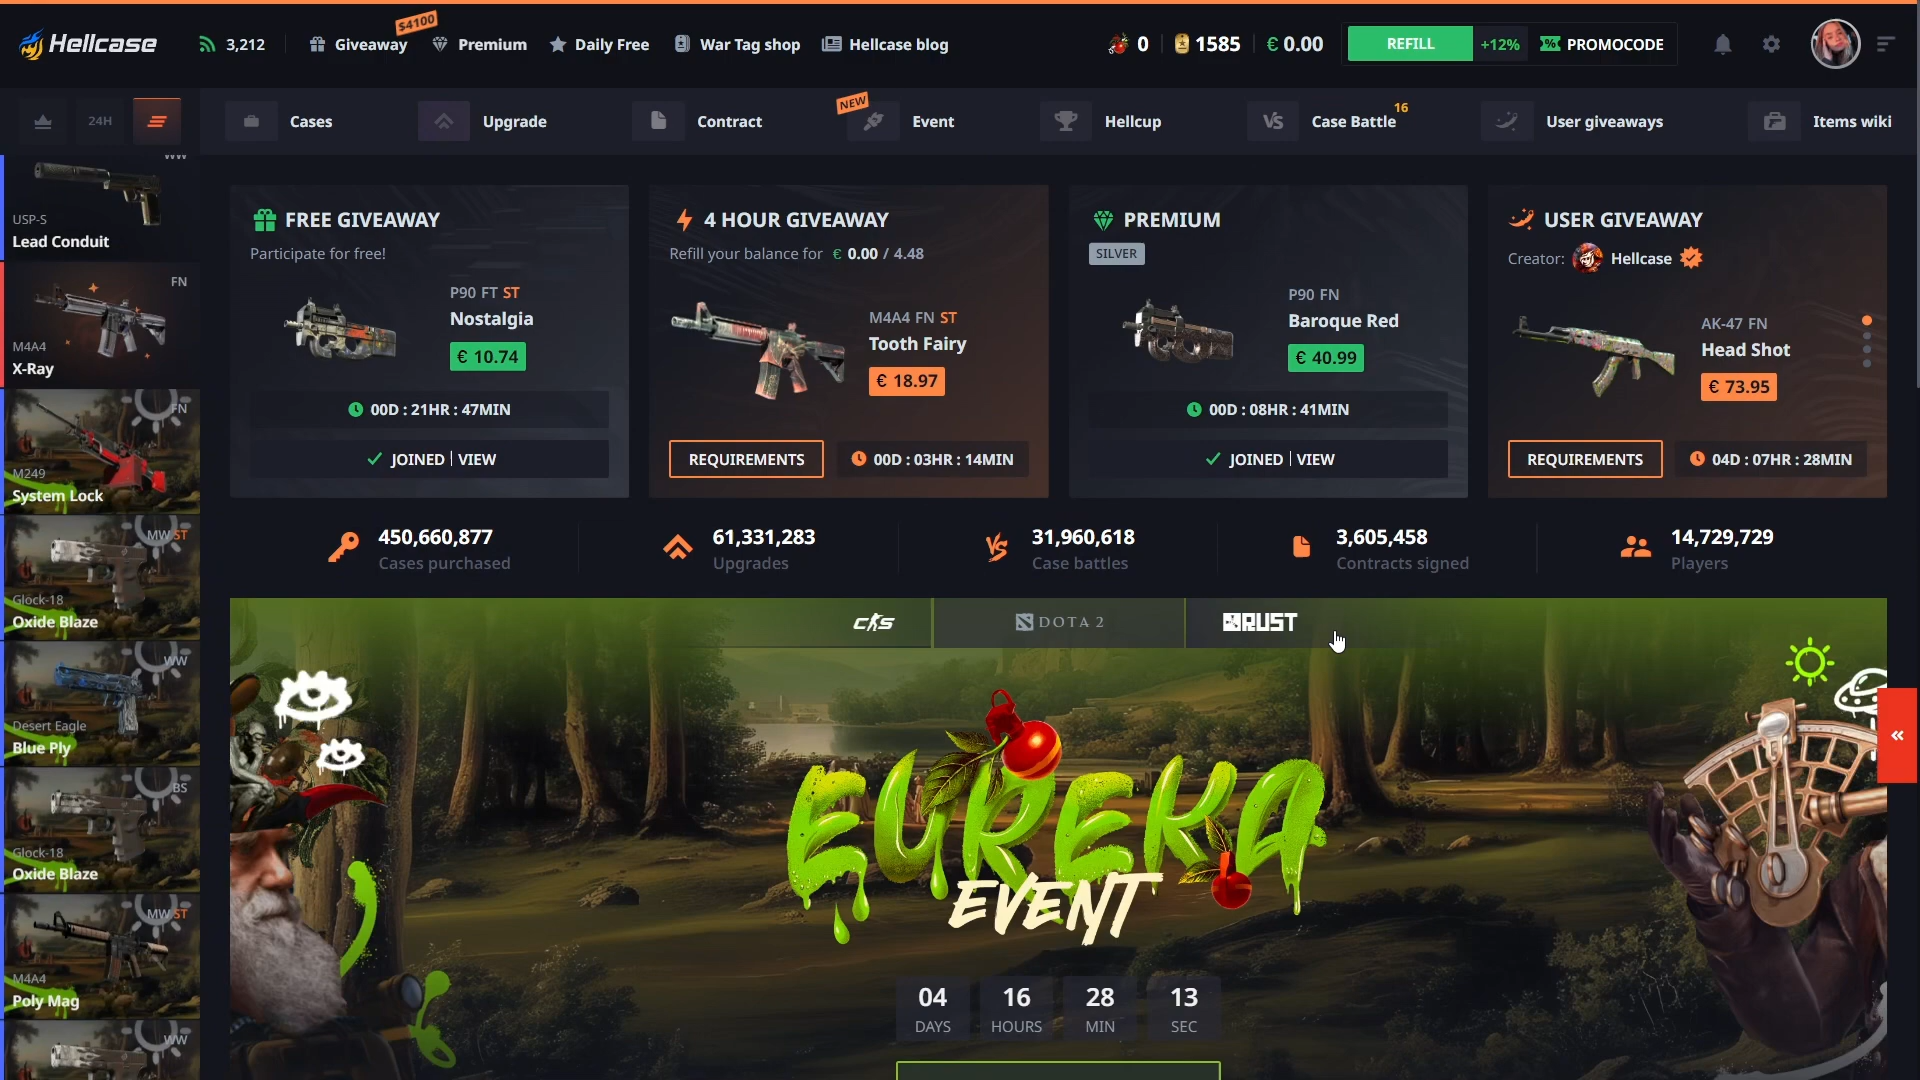 Hellcase
3,212
Giveaway
$4100
Premium
Daily Free
War Tag shop
Hellcase blog
0
1585
€ 0.00
REFILL
+12%
PROMOCODE
24H
Cases
Upgrade
Contract
NEW
Event
Hellcup
VS
Case Battle
16
User giveaways
Items wiki
WW
USP-S
Lead Conduit
FN
M4A4
X-Ray
FN
M249
System Lock
MW ST
Glock-18
Oxide Blaze
WW
Desert Eagle
Blue Ply
BS
Glock-18
Oxide Blaze
MW ST
M4A4
Poly Mag
WW
FREE GIVEAWAY
Participate for free!
P90 FT ST
Nostalgia
€ 10.74
00D : 21HR : 47MIN
JOINED | VIEW
4 HOUR GIVEAWAY
Refill your balance for € 0.00 / 4.48
M4A4 FN ST
Tooth Fairy
€ 18.97
REQUIREMENTS
00D : 03HR : 14MIN
PREMIUM
SILVER
P90 FN
Baroque Red
€ 40.99
00D : 08HR : 41MIN
JOINED | VIEW
USER GIVEAWAY
Creator: Hellcase
AK-47 FN
Head Shot
€ 73.95
REQUIREMENTS
04D : 07HR : 28MIN
450,660,877
Cases purchased
61,331,283
Upgrades
VS
31,960,618
Case battles
3,605,458
Contracts signed
14,729,729
Players
CS
DOTA 2
RUST
EUREKA
EVENT
04
DAYS
16
HOURS
28
MIN
13
SEC